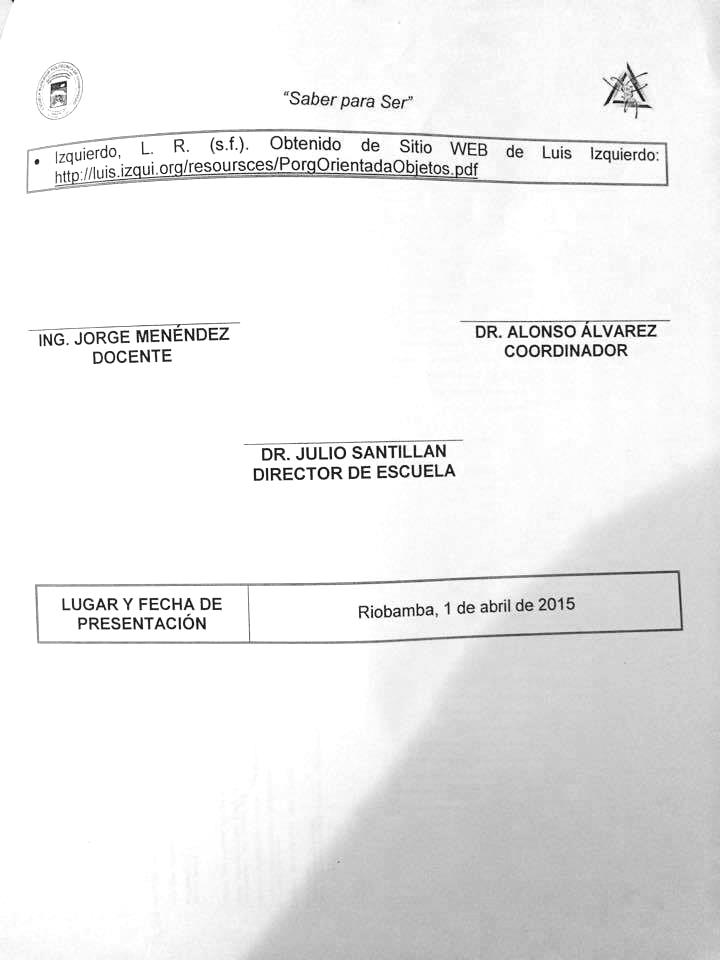 “Saber para Ser”
• Izquierdo, L. R. (s.f.). Obtenido de Sitio WEB de Luis Izquierdo:
http://luis.izqui.org/resoursces/PorgOrientadaObjetos.pdf
ING. JORGE MENÉNDEZ
DOCENTE
DR. ALONSO ÁLVAREZ
COORDINADOR
DR. JULIO SANTILLAN
DIRECTOR DE ESCUELA
LUGAR Y FECHA DE
PRESENTACIÓN
Riobamba, 1 de abril de 2015